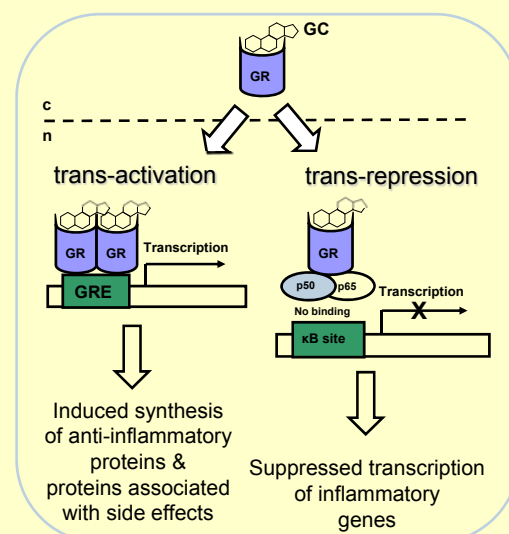 GC
GR
c
n
trans-activation
trans-repression
GR GR
Transcription
GRE
GR
p50 p65
No binding
Transcription
X
κB site
Induced synthesis
of anti-inflammatory
proteins &
proteins associated
with side effects
Suppressed transcription
of inflammatory
genes